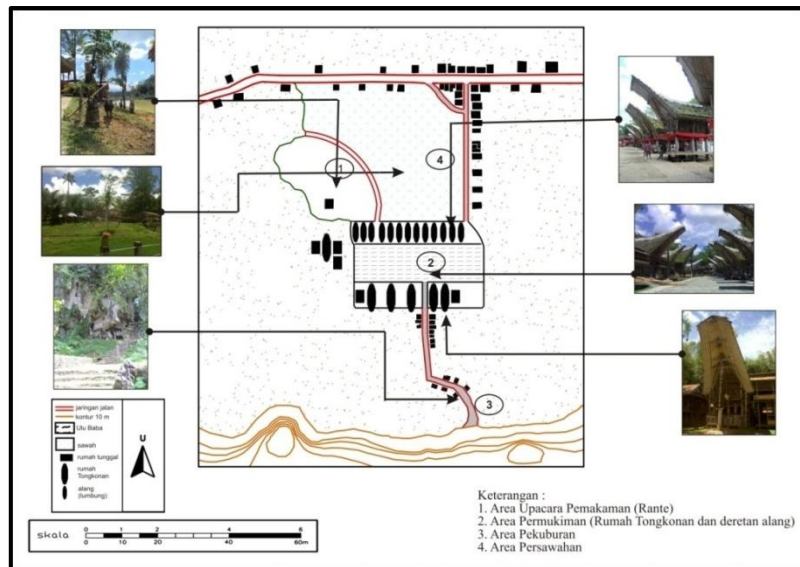 1
4
2
3
jaringan jalan
kontur 10 m
Ulu Baba
sawah
rumah tunggal
rumah Tongkonan
alang (lumbung)
U
skala
0 1 2 4 6
0 10 20 40 60m
Keterangan :
1. Area Upacara Pemakaman (Rante)
2. Area Permukiman (Rumah Tongkonan dan deretan alang)
3. Area Pekuburan
4. Area Persawahan